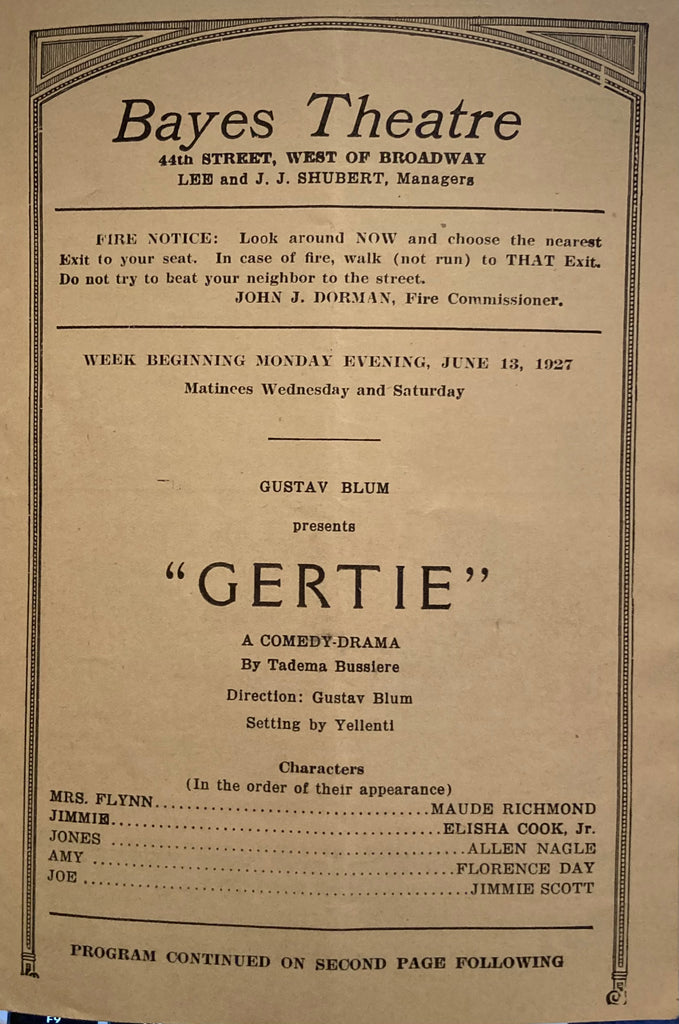 Bayes Theatre
44th STREET, WEST OF BROADWAY
LEE and J. J. SHUBERT, Managers
FIRE NOTICE: Look around NOW and choose the nearest
Exit to your seat. In case of fire, walk (not run) to THAT Exit.
Do not try to beat your neighbor to the street.
JOHN J. DORMAN, Fire Commissioner.
WEEK BEGINNING MONDAY EVENING, JUNE 13, 1927
Matinees Wednesday and Saturday
GUSTAV BLUM
presents
“GERTIE”
A COMEDY-DRAMA
By Tadema Bussiere
Direction: Gustav Blum
Setting by Yellenti
Characters
(In the order of their appearance)
MRS. FLYNN..............................MAUDE RICHMOND
JIMMIE....................................ELISHA COOK, Jr.
JONES .......................................ALLEN NAGLE
AMY .......................................FLORENCE DAY
JOE .........................................JIMMIE SCOTT
PROGRAM CONTINUED ON SECOND PAGE FOLLOWING
F9